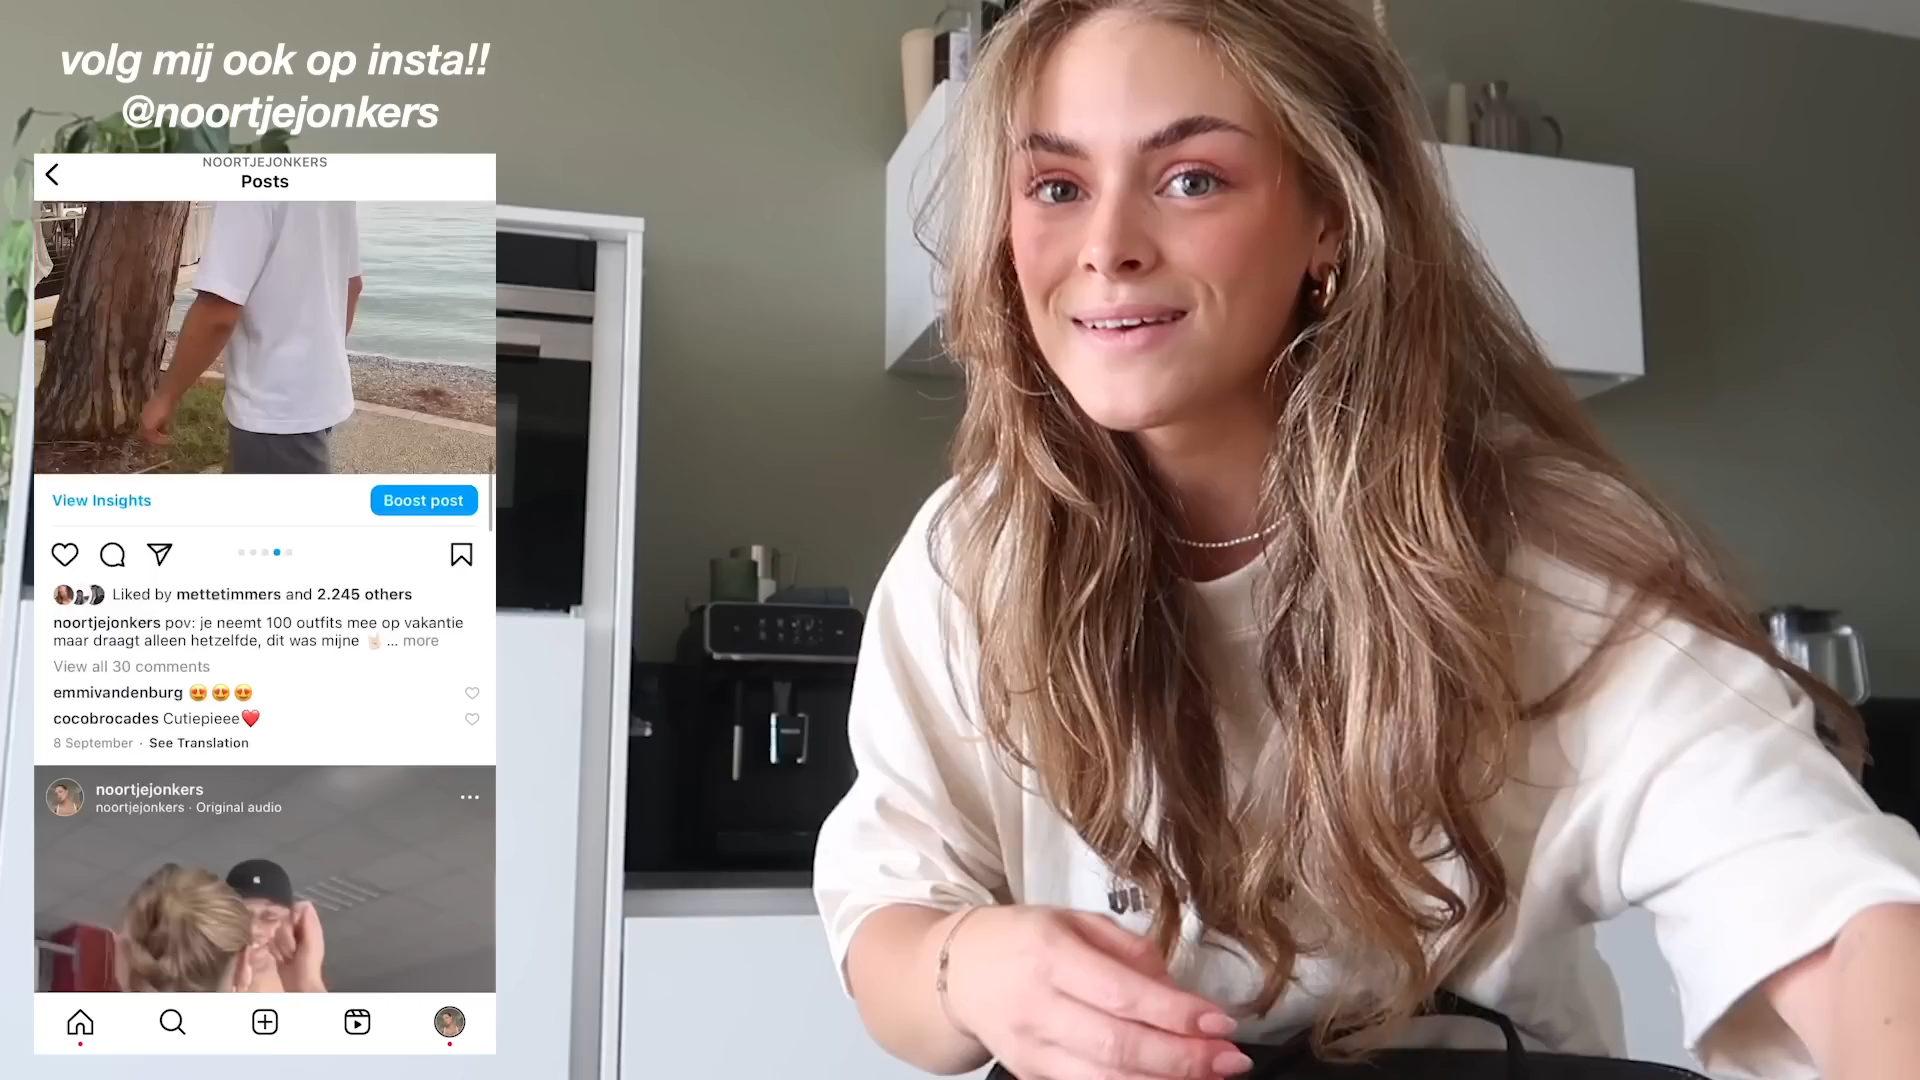 volg mij ook op insta!!
@noortjejonkers
NOORTJEJONKERS
Posts
View Insights
Boost post
Liked by mettetimmers and 2.245 others
noortjejonkers pov: je neemt 100 outfits mee op vakantie
maar draagt alleen hetzelfde, dit was mijne 🤞🏻 ... more
View all 30 comments
emmivandenburg 😍😍😍
cocobrocades Cutiepieee❤️
8 September · See Translation
noortjejonkers
noortjejonkers · Original audio